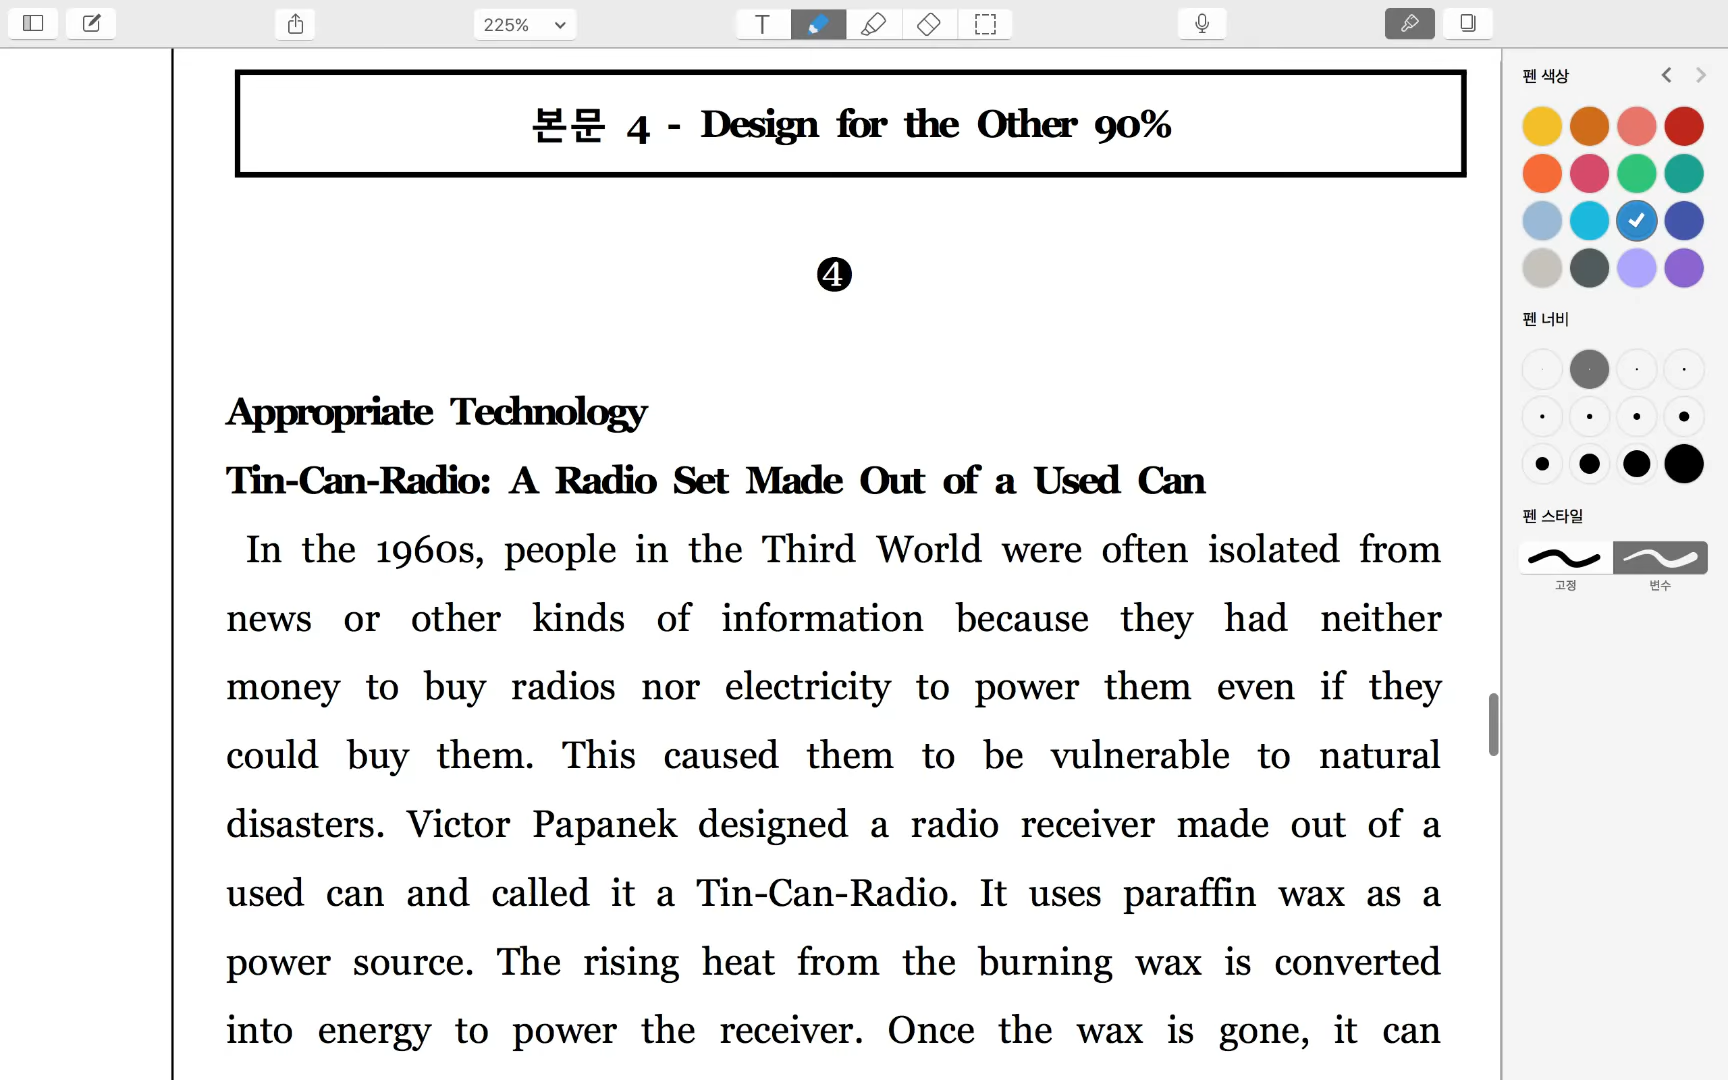 225%
T
펜 색상
본문 4 - Design for the Other 90%
❹
펜 너비
Appropriate Technology
Tin-Can-Radio: A Radio Set Made Out of a Used Can
펜 스타일
고정 변수
In the 1960s, people in the Third World were often isolated from
news or other kinds of information because they had neither
money to buy radios nor electricity to power them even if they
could buy them. This caused them to be vulnerable to natural
disasters. Victor Papanek designed a radio receiver made out of a
used can and called it a Tin-Can-Radio. It uses paraffin wax as a
power source. The rising heat from the burning wax is converted
into energy to power the receiver. Once the wax is gone, it can